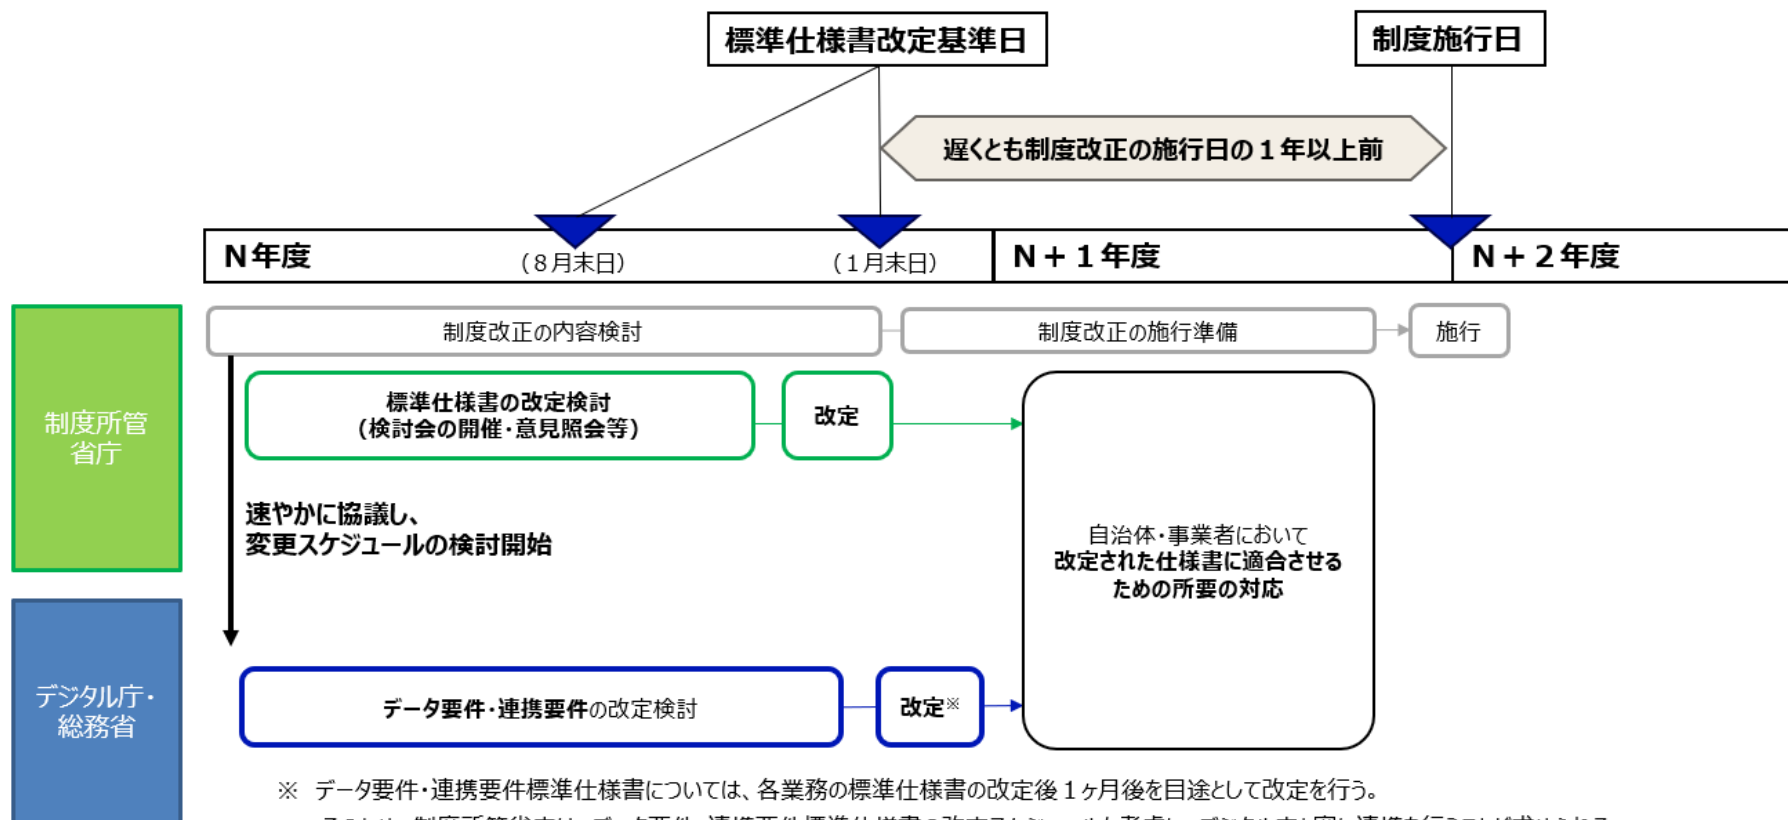 標準仕様書改定基準日
制度施行日
遅くとも制度改正の施行日の1年以上前
N年度
(8月末日)
(1月末日)
N+1年度
N+2年度
制度改正の内容検討
制度改正の施行準備
施行
制度所管
省庁
標準仕様書の改定検討
(検討会の開催・意見照会等)
改定
速やかに協議し、
変更スケジュールの検討開始
自治体・事業者において
改定された仕様書に適合させる
ための所要の対応
デジタル庁・
総務省
データ要件・連携要件の改定検討
改定※
※ データ要件・連携要件標準仕様書については、各業務の標準仕様書の改定後1ヶ月後を目途として改定を行う。